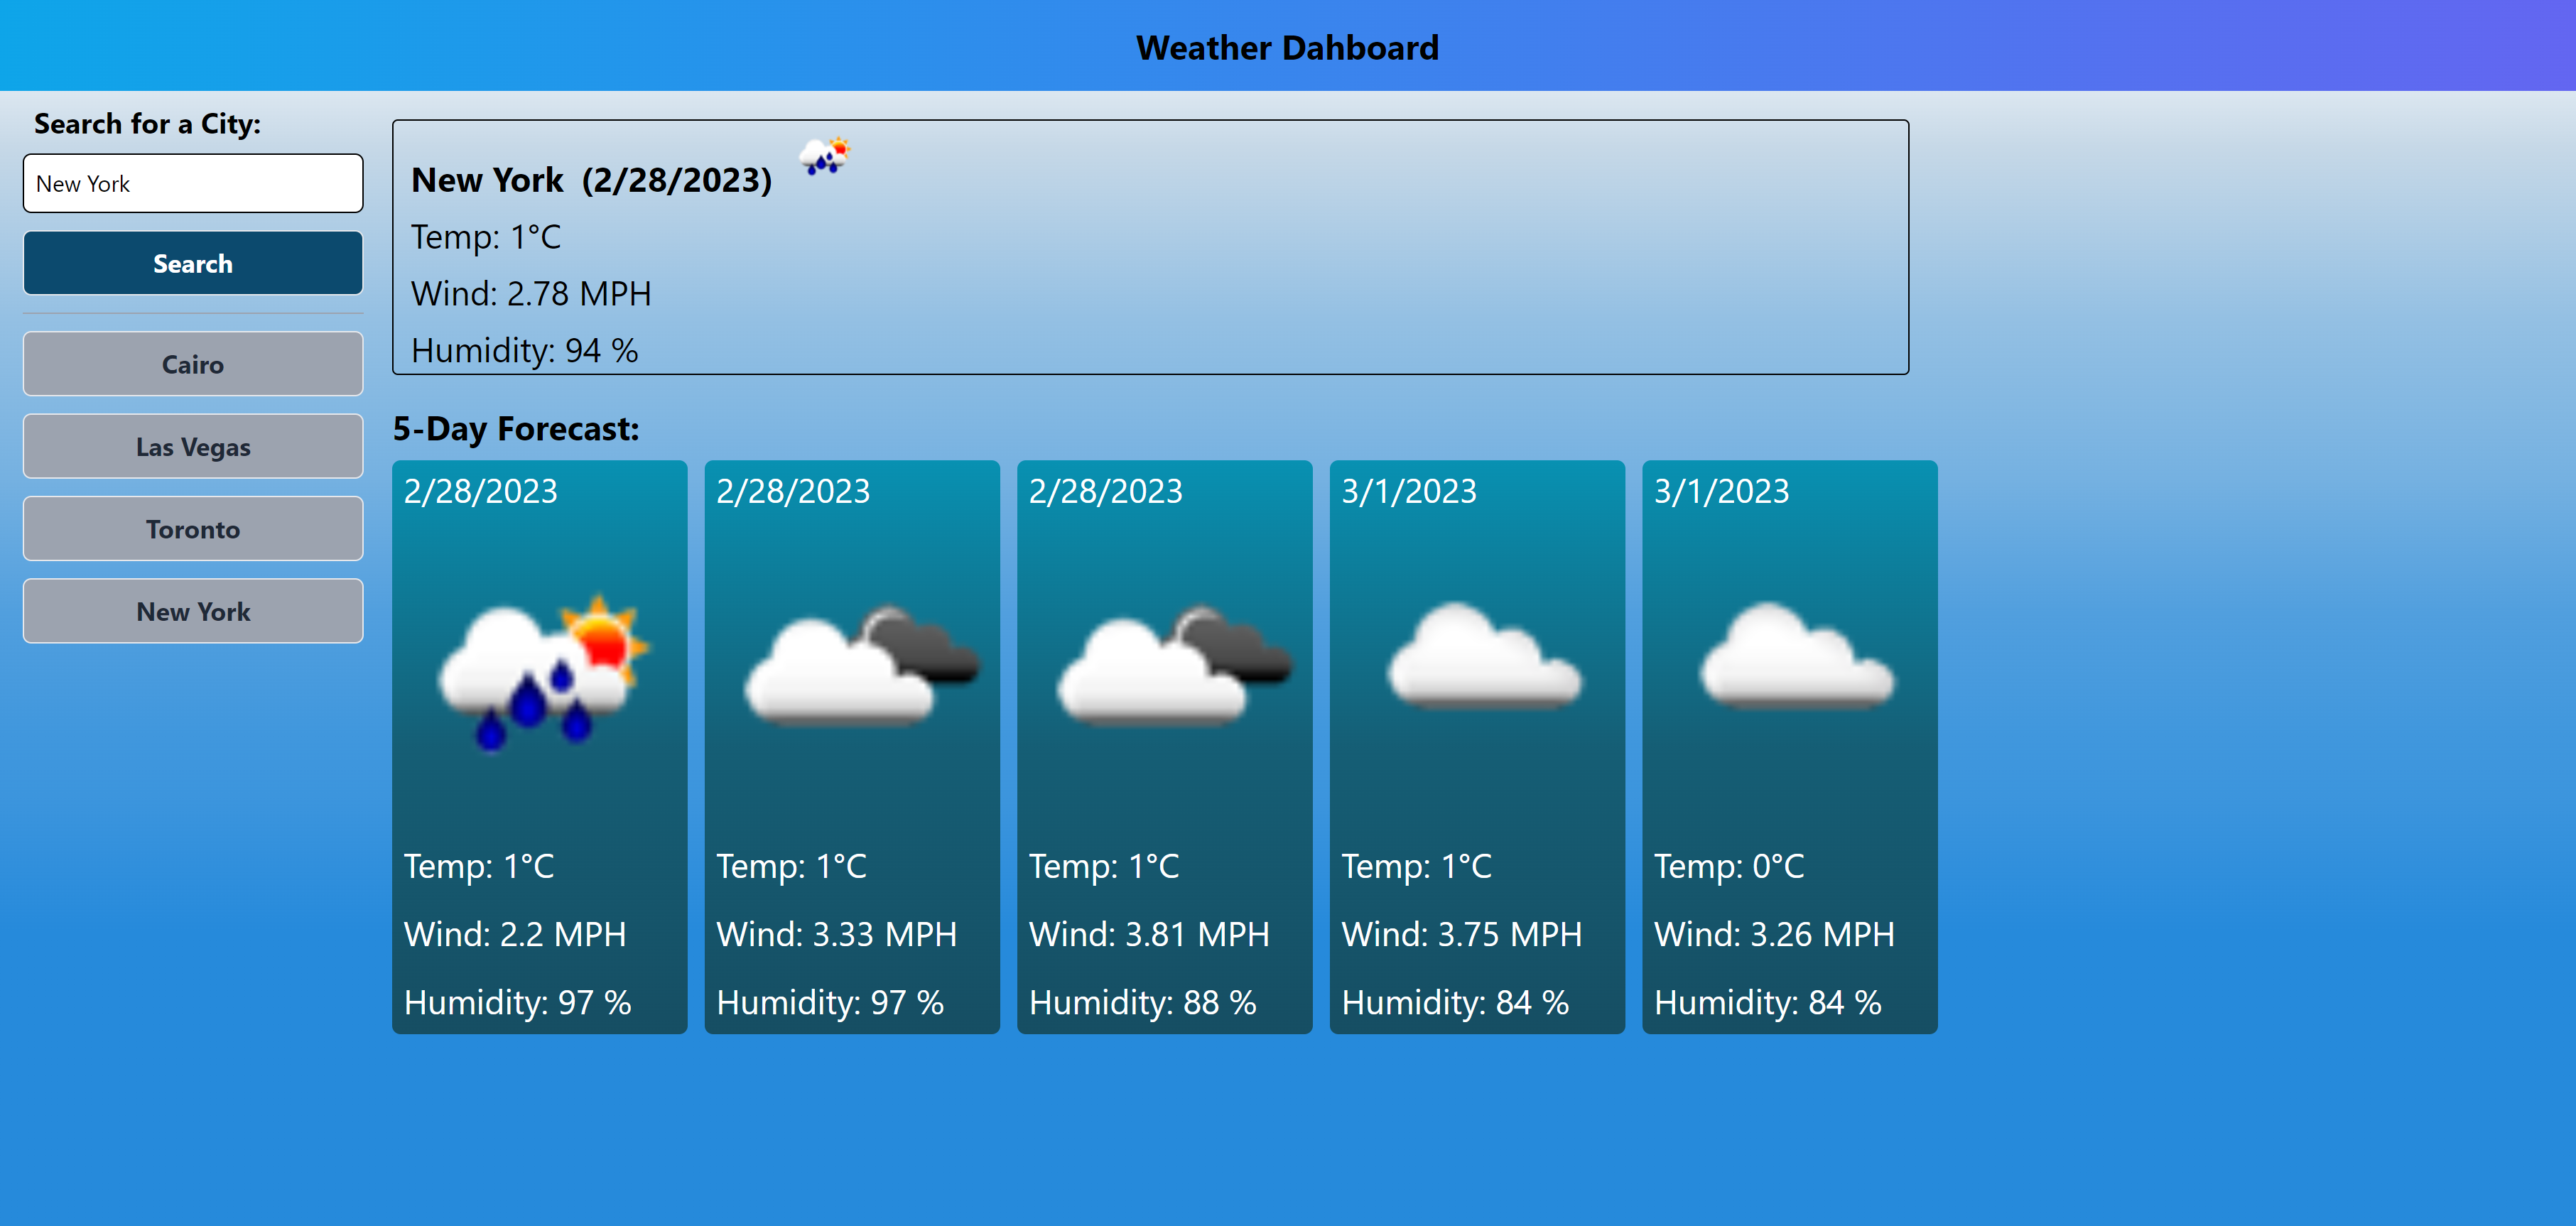 Weather Dahboard
Search for a City:
New York
Search
Cairo
Las Vegas
Toronto
New York
New York (2/28/2023)
Temp: 1°C
Wind: 2.78 MPH
Humidity: 94 %
5-Day Forecast:
2/28/2023
Temp: 1°C
Wind: 2.2 MPH
Humidity: 97 %
2/28/2023
Temp: 1°C
Wind: 3.33 MPH
Humidity: 97 %
2/28/2023
Temp: 1°C
Wind: 3.81 MPH
Humidity: 88 %
3/1/2023
Temp: 1°C
Wind: 3.75 MPH
Humidity: 84 %
3/1/2023
Temp: 0°C
Wind: 3.26 MPH
Humidity: 84 %